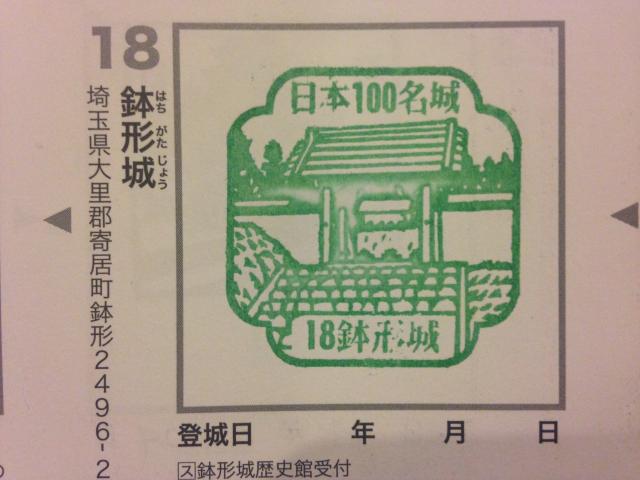 18
鉢形城
はち がた じょう
埼玉県大里郡寄居町鉢形2496-2
日本100名城
18鉢形城
登城日 年 月 日
ス鉢形城歴史館受付